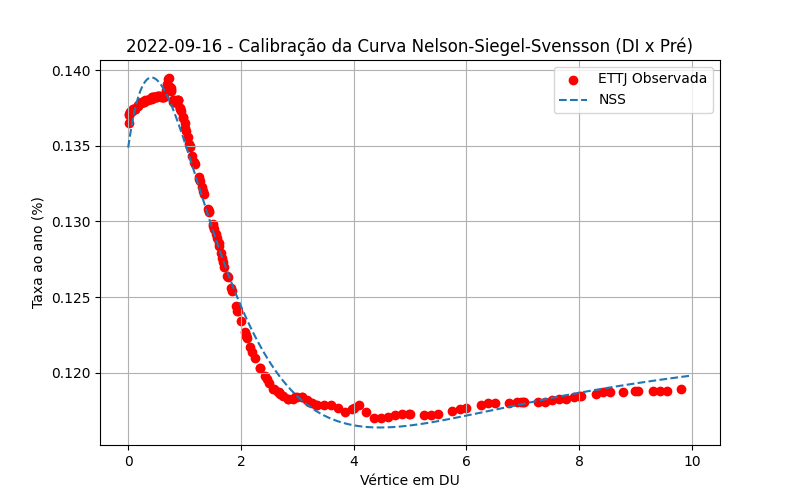 2022-09-16 - Calibração da Curva Nelson-Siegel-Svensson (DI x Pré)
ETTJ Observada
NSS
Taxa ao ano (%)
0.140
0.135
0.130
0.125
0.120
0 2 4 6 8 10
Vértice em DU